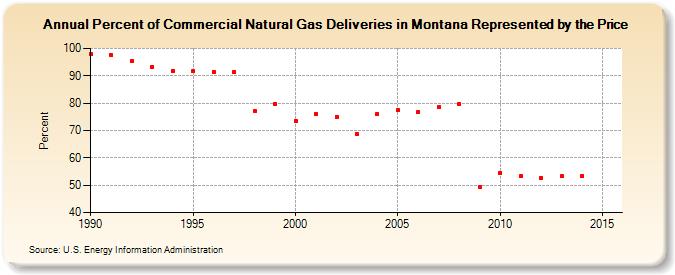 Annual Percent of Commercial Natural Gas Deliveries in Montana Represented by the Price
Percent
100
90
80
70
60
50
40
1990 1995 2000 2005 2010 2015
Source: U.S. Energy Information Administration